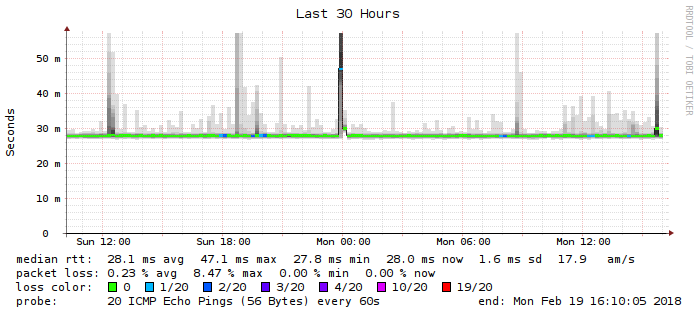 Last 30 Hours
RRDTOOL / TOBI OETIKER
Seconds
50 m
40 m
30 m
20 m
10 m
0
Sun 12:00 Sun 18:00 Mon 00:00 Mon 06:00 Mon 12:00
median rtt: 28.1 ms avg 47.1 ms max 27.8 ms min 28.0 ms now 1.6 ms sd 17.9 am/s
packet loss: 0.23 % avg 8.47 % max 0.00 % min 0.00 % now
loss color: 0 1/20 2/20 3/20 4/20 10/20 19/20
probe: 20 ICMP Echo Pings (56 Bytes) every 60s end: Mon Feb 19 16:10:05 2018